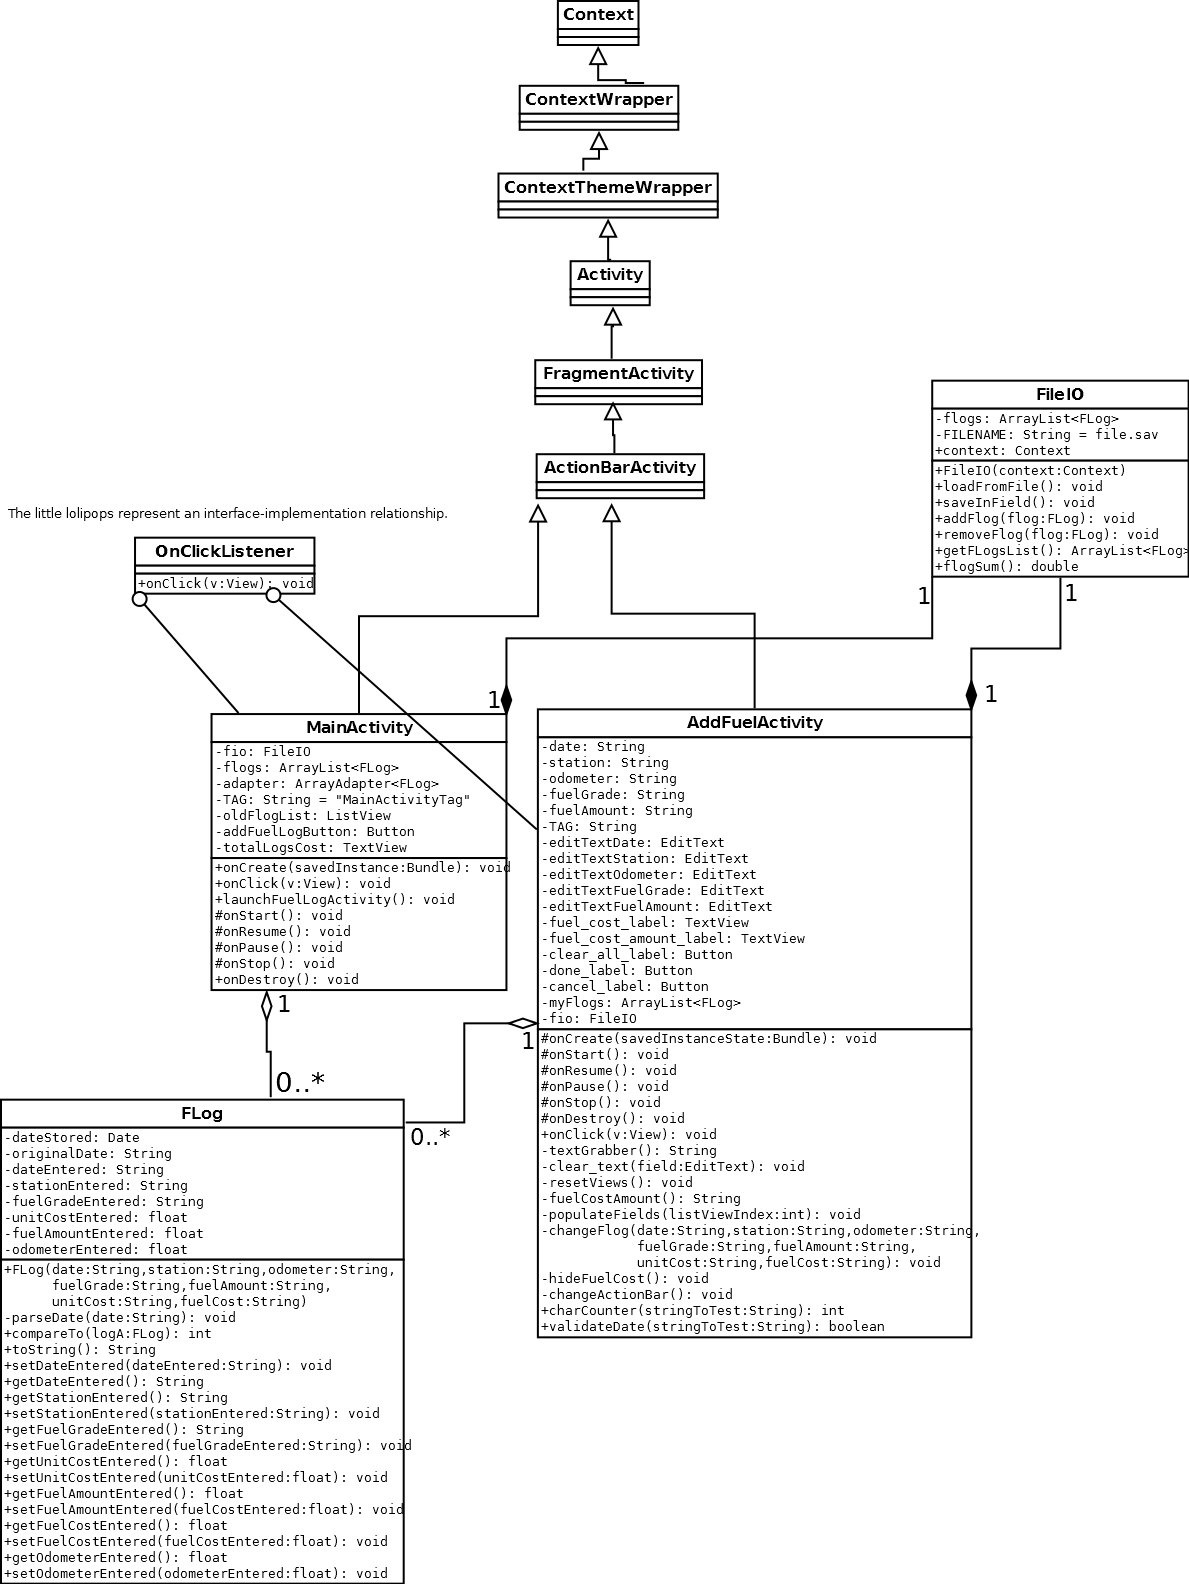 Context
ContextWrapper
ContextThemeWrapper
Activity
FragmentActivity
ActionBarActivity
FileIO
-flogs: ArrayList<FLog>
-FILENAME: String = file.sav
+context: Context
+FileIO(context:Context)
+loadFromFile(): void
+saveInField(): void
+addFlog(flog:FLog): void
+removeFlog(flog:FLog): void
+getFLogsList(): ArrayList<FLog>
+flogSum(): double
The little lolipops represent an interface-implementation relationship.
OnClickListener
+onClick(v:View): void
1
1
1
1
MainActivity
-fio: FileIO
-flogs: ArrayList<FLog>
-adapter: ArrayAdapter<FLog>
-TAG: String = "MainActivityTag"
-oldFlogList: ListView
-addFuelLogButton: Button
-totalLogsCost: TextView
+onCreate(savedInstance:Bundle): void
+onClick(v:View): void
+launchFuelLogActivity(): void
#onStart(): void
#onResume(): void
#onPause(): void
#onStop(): void
+onDestroy(): void
AddFuelActivity
-date: String
-station: String
-odometer: String
-fuelGrade: String
-fuelAmount: String
-TAG: String
-editTextDate: EditText
-editTextStation: EditText
-editTextOdometer: EditText
-editTextFuelGrade: EditText
-editTextFuelAmount: EditText
-fuel_cost_label: TextView
-fuel_cost_amount_label: TextView
-clear_all_label: Button
-done_label: Button
-cancel_label: Button
-myFlogs: ArrayList<FLog>
-fio: FileIO
#onCreate(savedInstanceState:Bundle): void
#onStart(): void
#onResume(): void
#onPause(): void
#onStop(): void
#onDestroy(): void
+onClick(v:View): void
-textGrabber(): String
-clear_text(field:EditText): void
-resetViews(): void
-fuelCostAmount(): String
-populateFields(listViewIndex:int): void
-changeFlog(date:String,station:String,odometer:String,
fuelGrade:String,fuelAmount:String,
unitCost:String,fuelCost:String): void
-hideFuelCost(): void
-changeActionBar(): void
+charCounter(stringToTest:String): int
+validateDate(stringToTest:String): boolean
1
0..*
1
0..*
FLog
-dateStored: Date
-originalDate: String
-dateEntered: String
-stationEntered: String
-fuelGradeEntered: String
-unitCostEntered: float
-fuelAmountEntered: float
-odometerEntered: float
+FLog(date:String,station:String,odometer:String,
fuelGrade:String,fuelAmount:String,
unitCost:String,fuelCost:String)
-parseDate(date:String): void
+compareTo(logA:FLog): int
+toString(): String
+setDateEntered(dateEntered:String): void
+getDateEntered(): String
+getStationEntered(): String
+setStationEntered(stationEntered:String): void
+getFuelGradeEntered(): String
+setFuelGradeEntered(fuelGradeEntered:String): void
+getUnitCostEntered(): float
+setUnitCostEntered(unitCostEntered:float): void
+getFuelAmountEntered(): float
+setFuelAmountEntered(fuelCostEntered:float): void
+getFuelCostEntered(): float
+setFuelCostEntered(fuelCostEntered:float): void
+getOdometerEntered(): float
+setOdometerEntered(odometerEntered:float): void